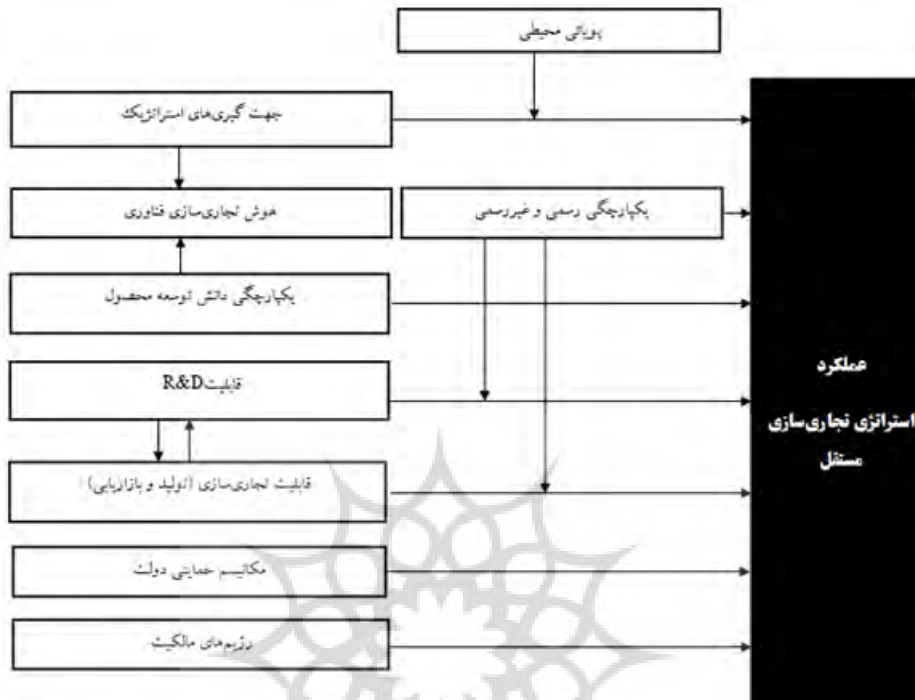 پویائی محیطی
جهت گیری‌های استراتژیک
هوش تجاری‌سازی فناوری
یکپارچگی رسمی و غیررسمی
یکپارچگی دانش توسعه محصول
قابلیت R&D
قابلیت تجاری‌سازی (تولید و بازاریابی)
مکانیسم حمایتی دولت
رژیم‌های مالکیت
عملکرد
استراتژی تجاری‌سازی
مستقل